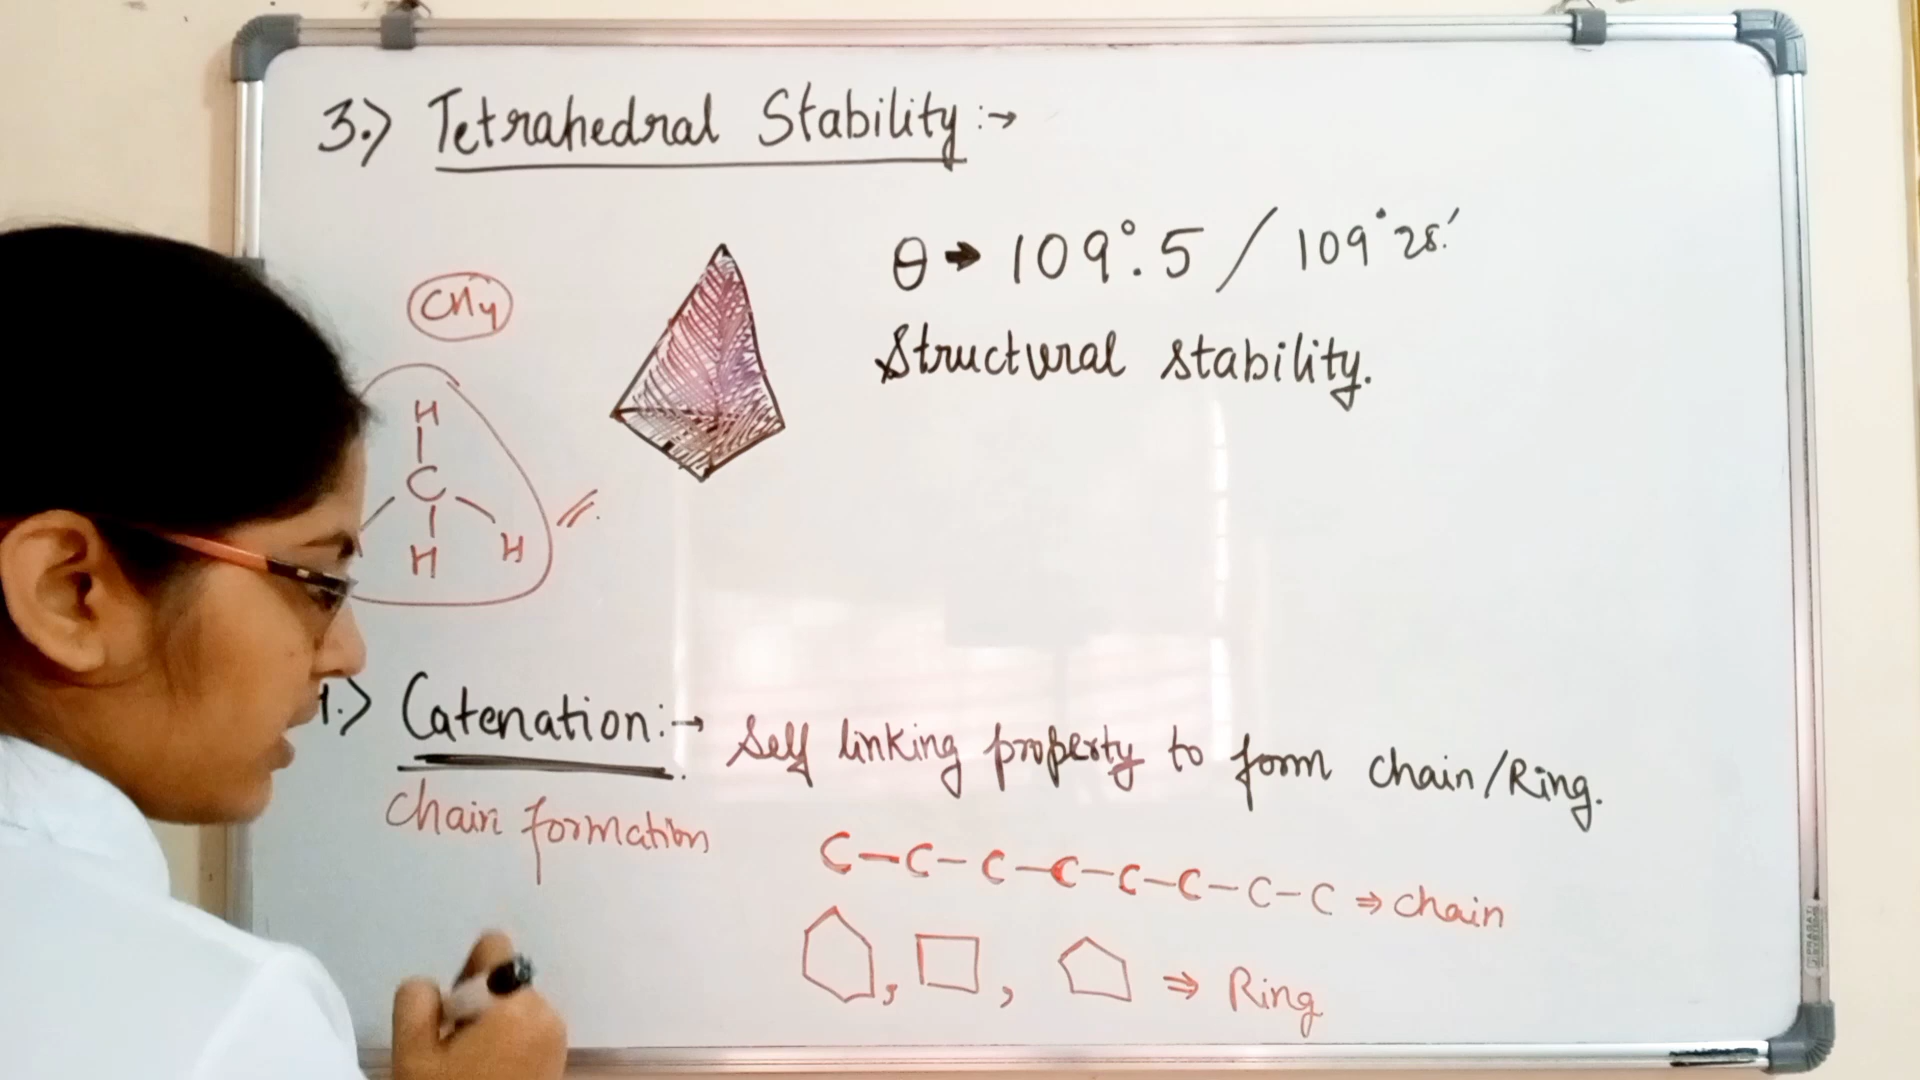 3.) Tetrahedral Stability :→
θ → 109°.5 / 109°28.'
Structural stability.
CH4
H
C
H
H
4.) Catenation :→ Self linking property to form chain/Ring.
Chain formation
C-C-C-C-C-C-C-C ⇒ chain
, , ⇒ Ring